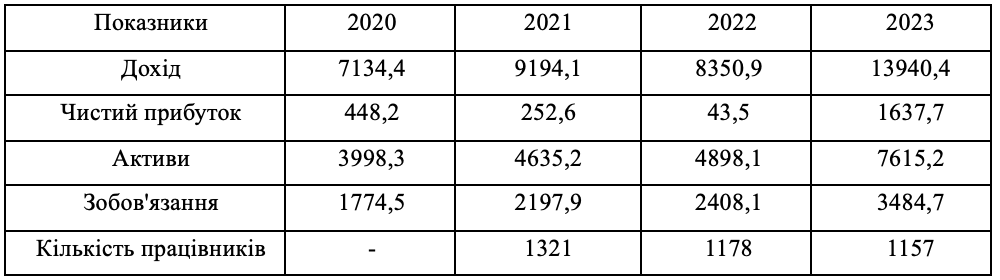 Показники 2020 2021 2022 2023
Дохід 7134,4 9194,1 8350,9 13940,4
Чистий прибуток 448,2 252,6 43,5 1637,7
Активи 3998,3 4635,2 4898,1 7615,2
Зобов'язання 1774,5 2197,9 2408,1 3484,7
Кількість працівників - 1321 1178 1157